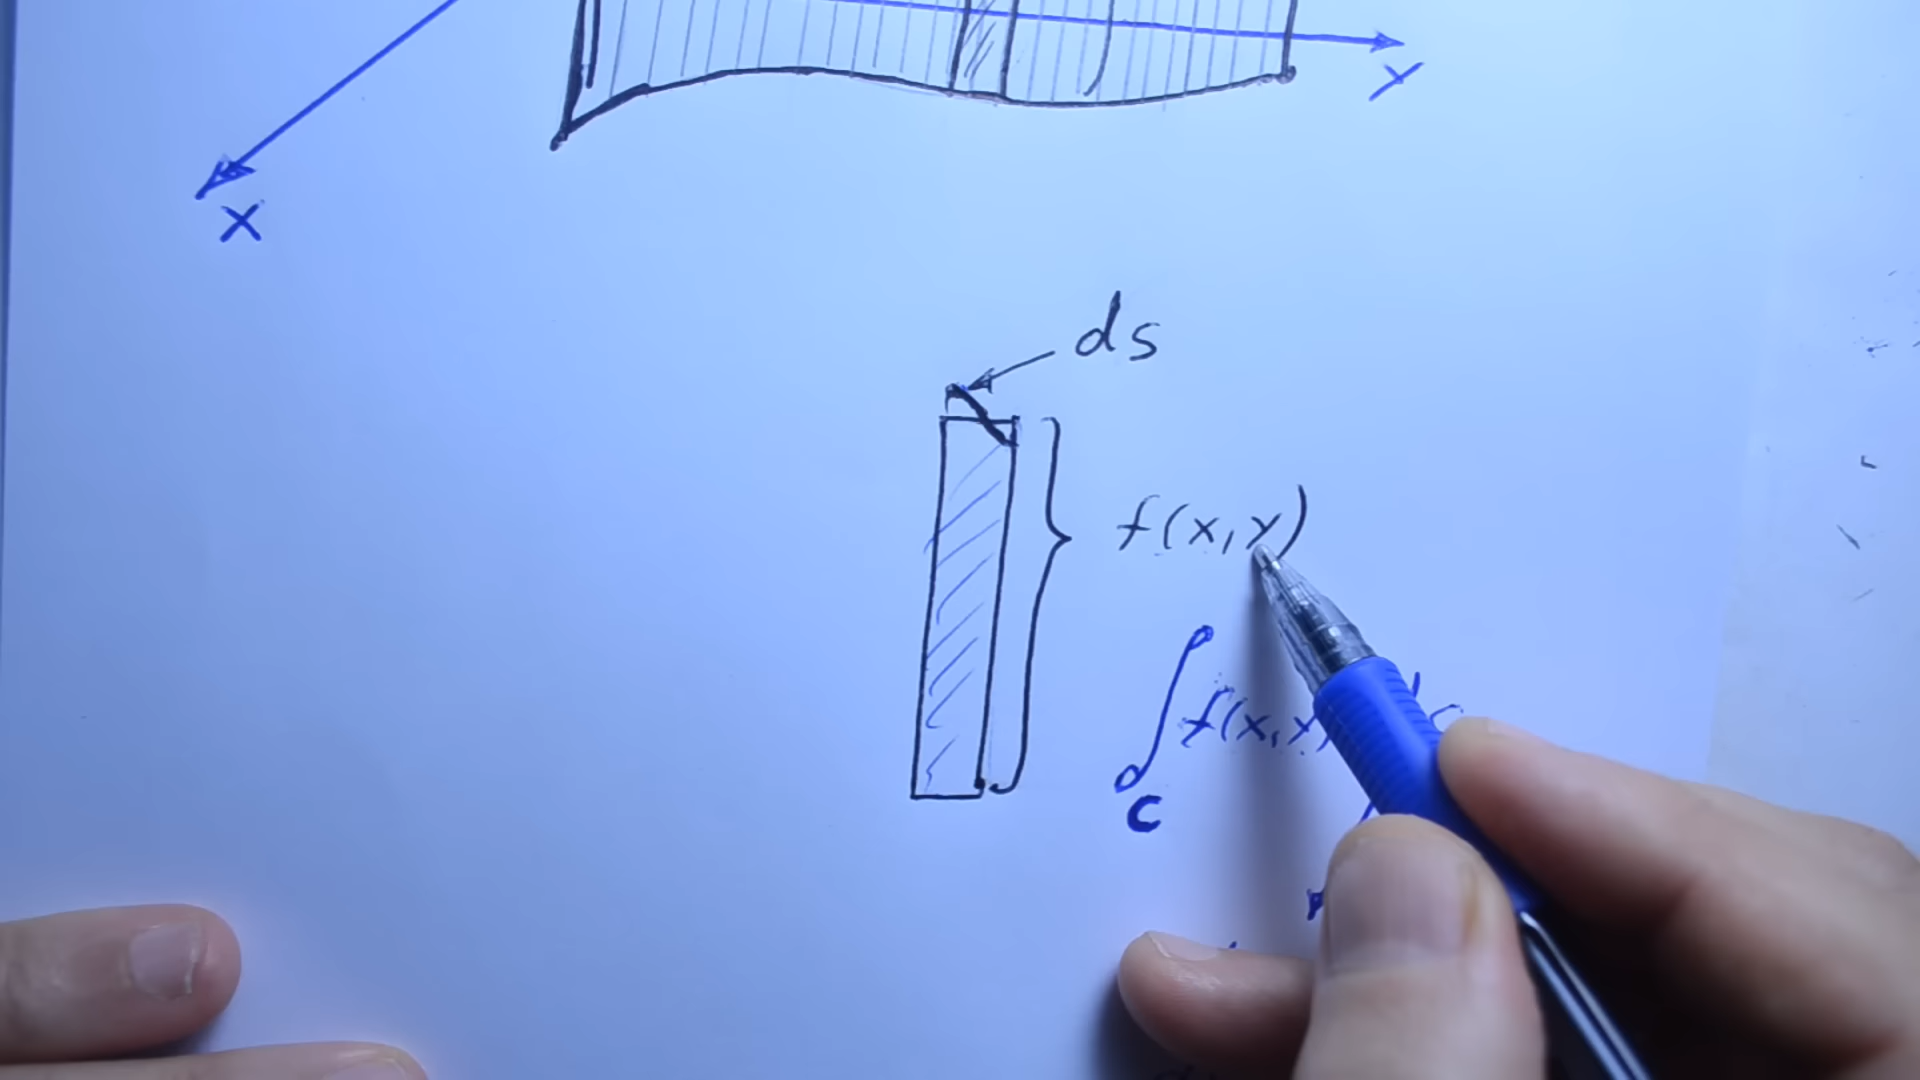 y
x
ds
f(x,y)
∫ f(x,y)
C